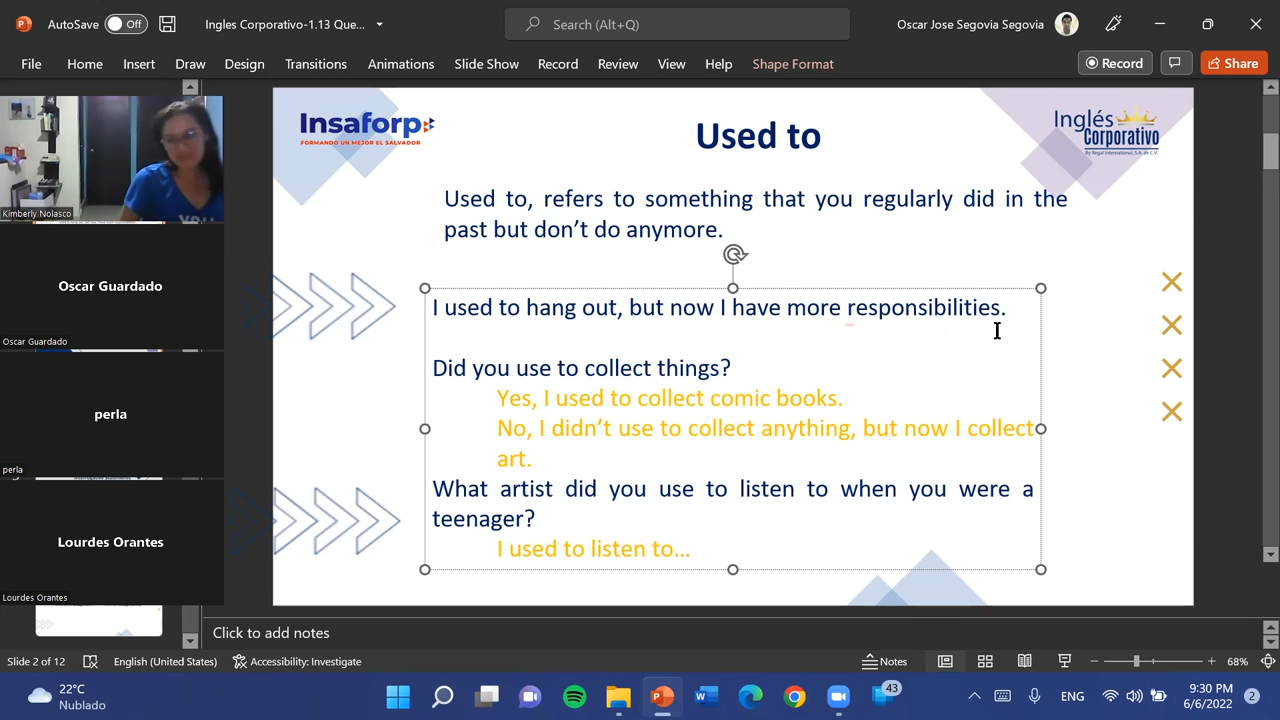 AutoSave Off Ingles Corporativo-1.13 Que... Search (Alt+Q) Oscar Jose Segovia Segovia
File Home Insert Draw Design Transitions Animations Slide Show Record Review View Help Shape Format Record Share
Insaforp
FORMANDO UN MEJOR EL SALVADOR
Used to
Inglés
Corporativo
By Regal International, S.A. de C.V.
Used to, refers to something that you regularly did in the
past but don't do anymore.
I used to hang out, but now I have more responsibilities.
Did you use to collect things?
Yes, I used to collect comic books.
No, I didn't use to collect anything, but now I collect
art.
What artist did you use to listen to when you were a
teenager?
I used to listen to...
Kimberly Nolasco
Oscar Guardado
Oscar Guardado
perla
perla
Lourdes Orantes
Lourdes Orantes
Click to add notes
Slide 2 of 12 English (United States) Accessibility: Investigate Notes 68%
22°C
Nublado
43
ENG
9:30 PM
6/6/2022
2